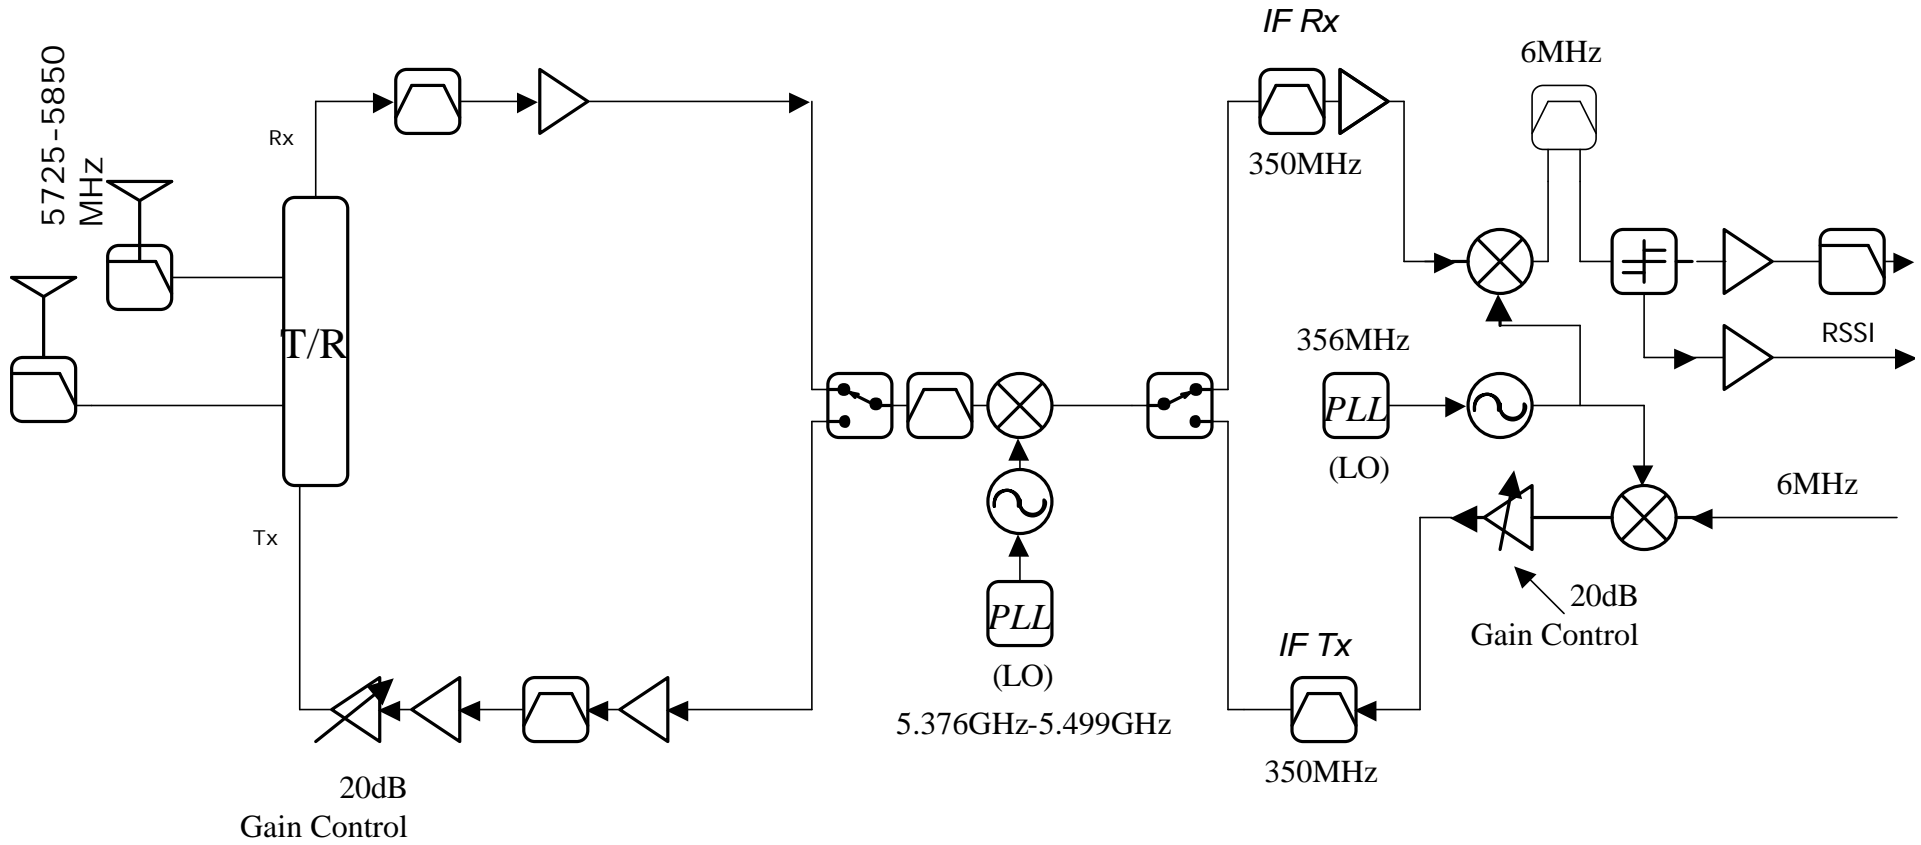 IF Rx
6MHz
5725-5850
MHz
Rx
350MHz
T/R
RSSI
356MHz
PLL
(LO)
6MHz
Tx
20dB
Gain Control
PLL
(LO)
5.376GHz-5.499GHz
IF Tx
350MHz
20dB
Gain Control